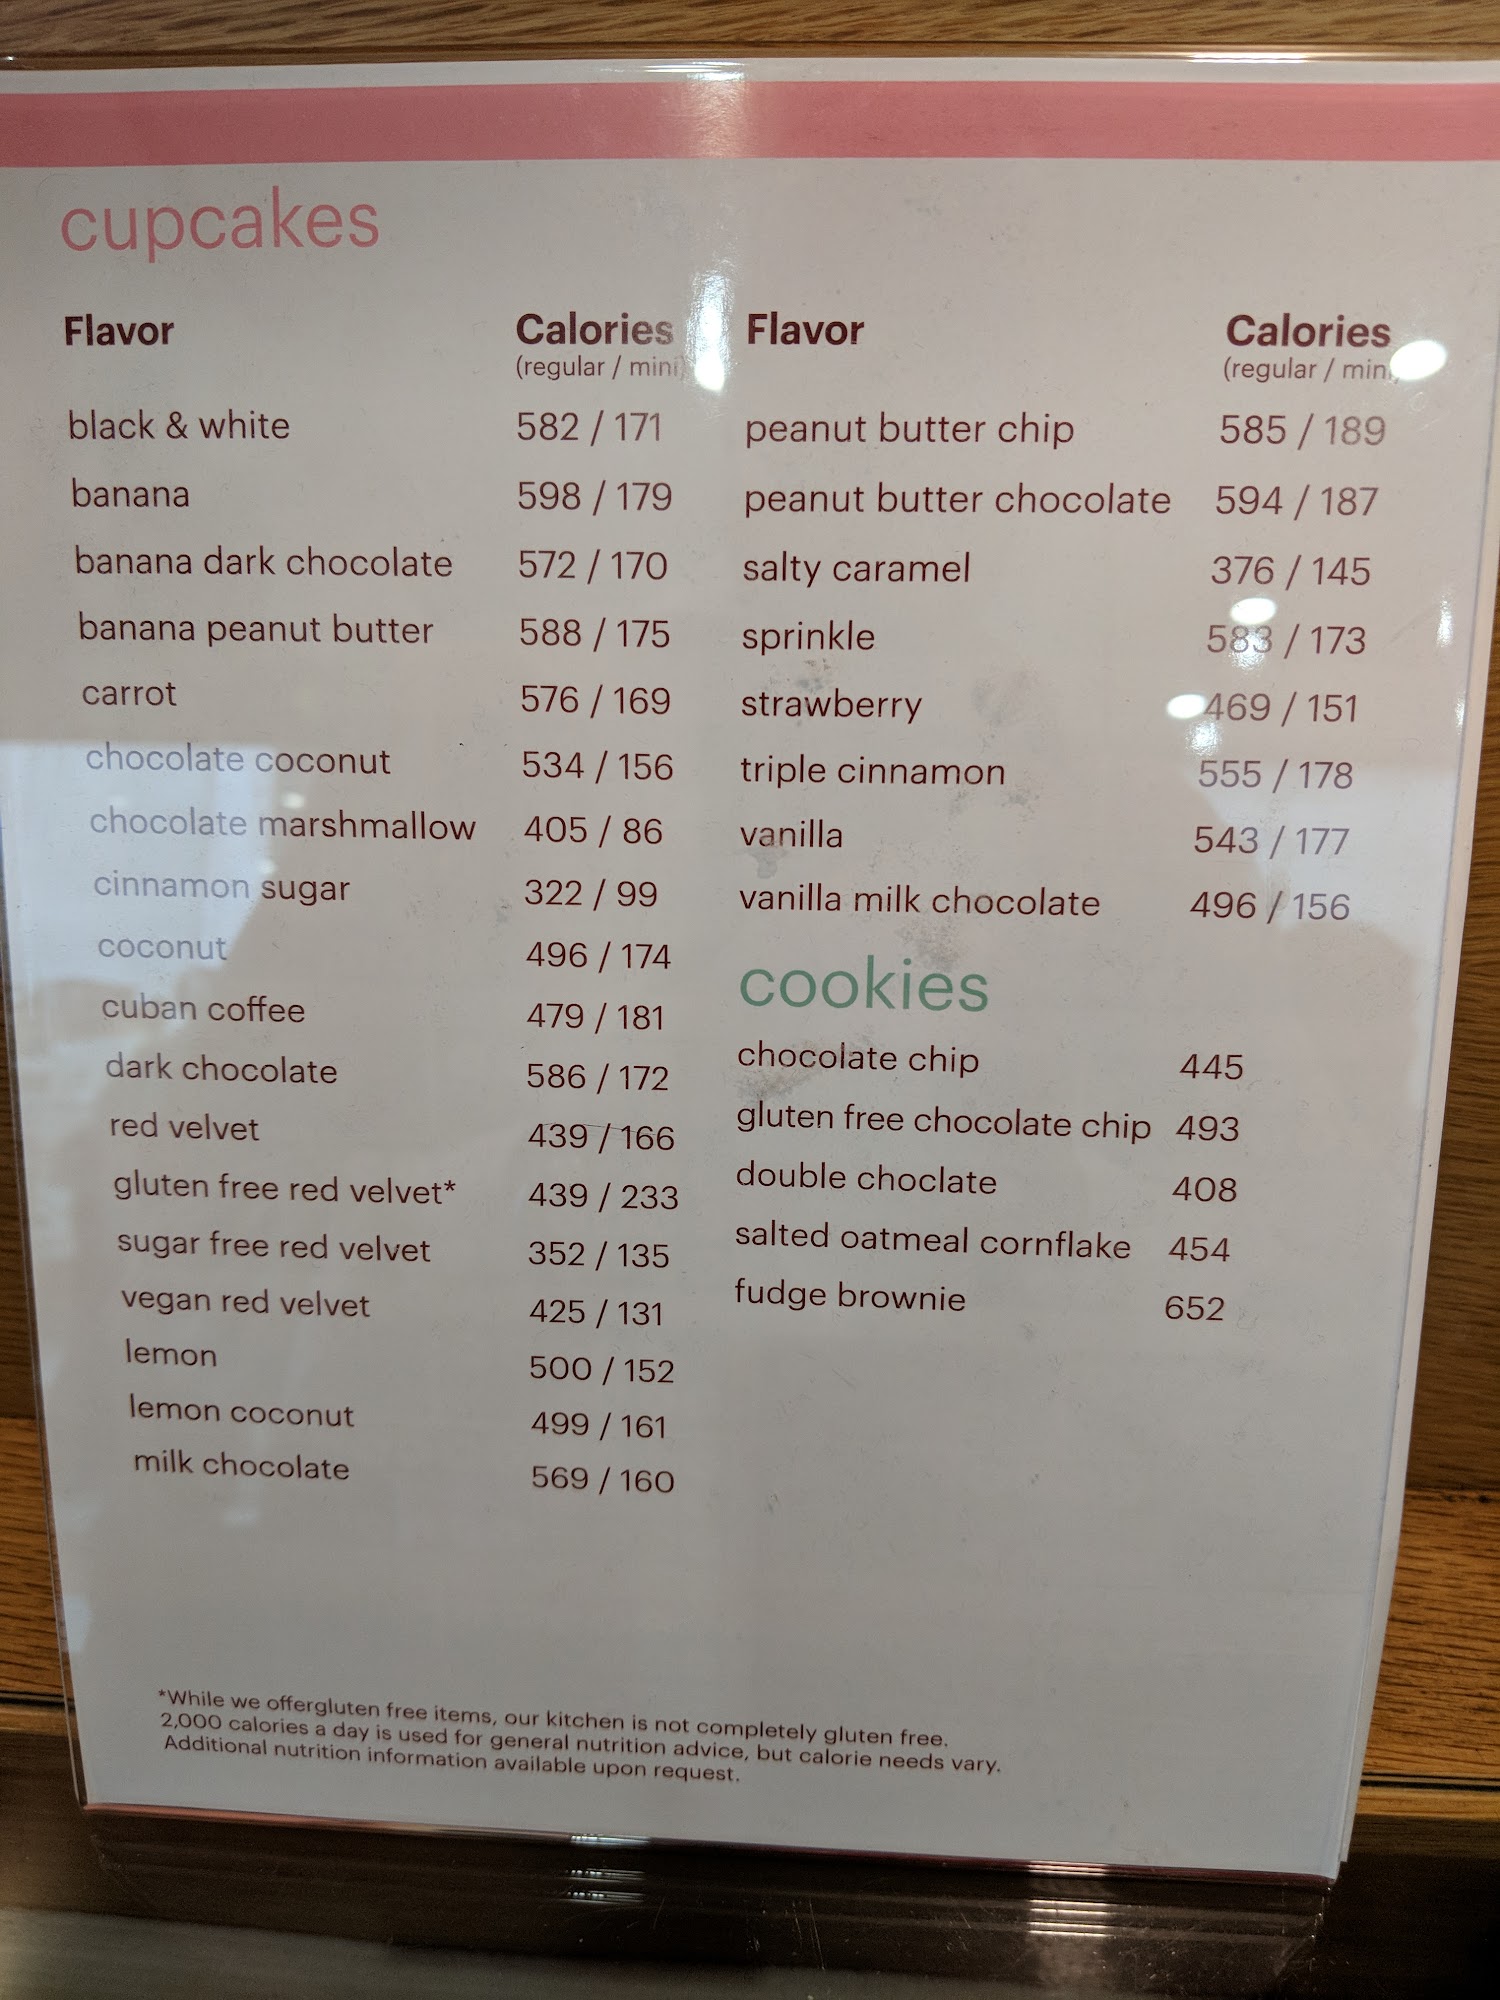 cupcakes
Flavor Calories
(regular / mini)
black & white 582 / 171
banana 598 / 179
banana dark chocolate 572 / 170
banana peanut butter 588 / 175
carrot 576 / 169
chocolate coconut 534 / 156
chocolate marshmallow 405 / 86
cinnamon sugar 322 / 99
coconut 496 / 174
cuban coffee 479 / 181
dark chocolate 586 / 172
red velvet 439 / 166
gluten free red velvet* 439 / 233
sugar free red velvet 352 / 135
vegan red velvet 425 / 131
lemon 500 / 152
lemon coconut 499 / 161
milk chocolate 569 / 160
Flavor Calories
(regular / mini)
peanut butter chip 585 / 189
peanut butter chocolate 594 / 187
salty caramel 376 / 145
sprinkle 583 / 173
strawberry 469 / 151
triple cinnamon 555 / 178
vanilla 543 / 177
vanilla milk chocolate 496 / 156
cookies
chocolate chip 445
gluten free chocolate chip 493
double choclate 408
salted oatmeal cornflake 454
fudge brownie 652
*While we offergluten free items, our kitchen is not completely gluten free.
2,000 calories a day is used for general nutrition advice, but calorie needs vary.
Additional nutrition information available upon request.